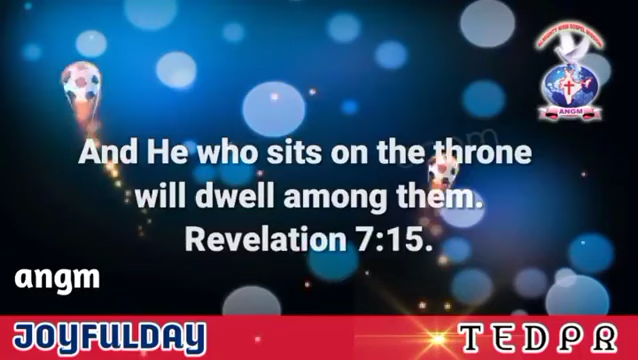 And He who sits on the throne
will dwell among them.
Revelation 7:15.
angm
JOYFULDAY
TEDPR
ANGM